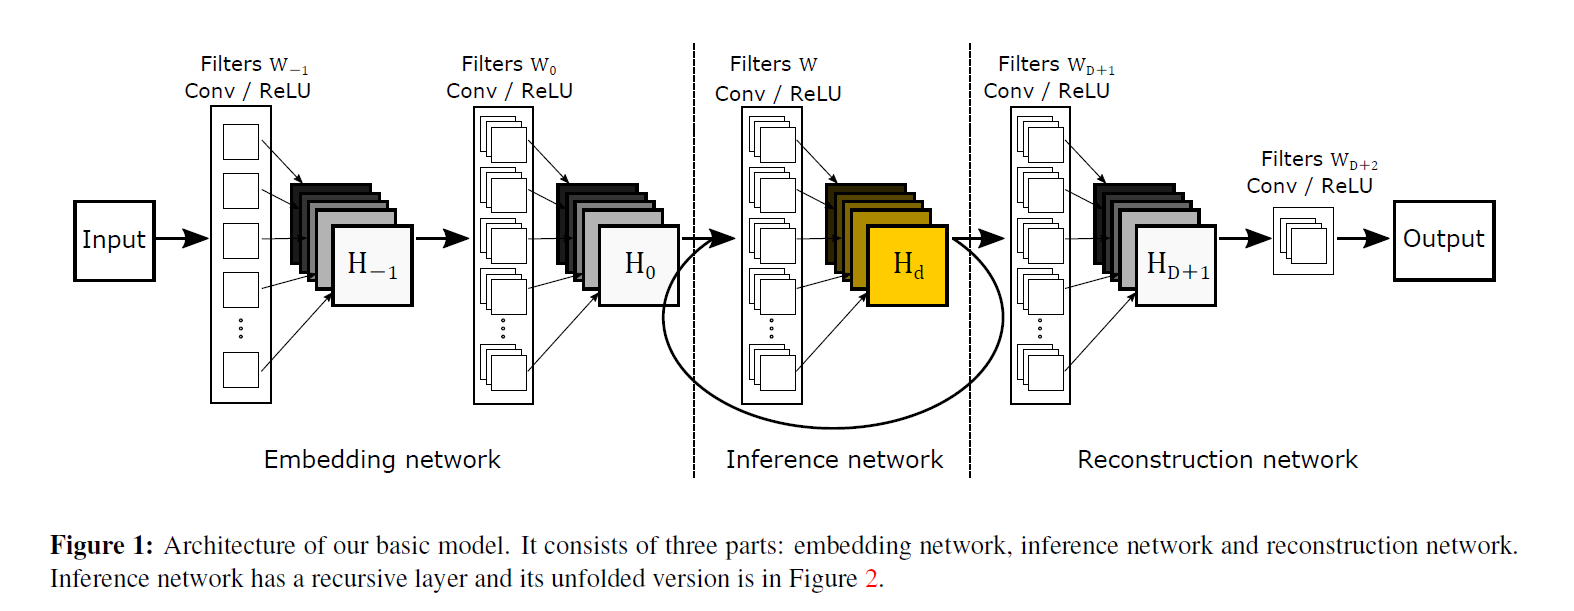 Filters W₋₁
Conv / ReLU
Filters W₀
Conv / ReLU
Filters W
Conv / ReLU
Filters W_D+1
Conv / ReLU
Filters W_D+2
Conv / ReLU
Input
H₋₁
H₀
H_d
H_D+1
Output
Embedding network
Inference network
Reconstruction network
Figure 1: Architecture of our basic model. It consists of three parts: embedding network, inference network and reconstruction network.
Inference network has a recursive layer and its unfolded version is in Figure 2.